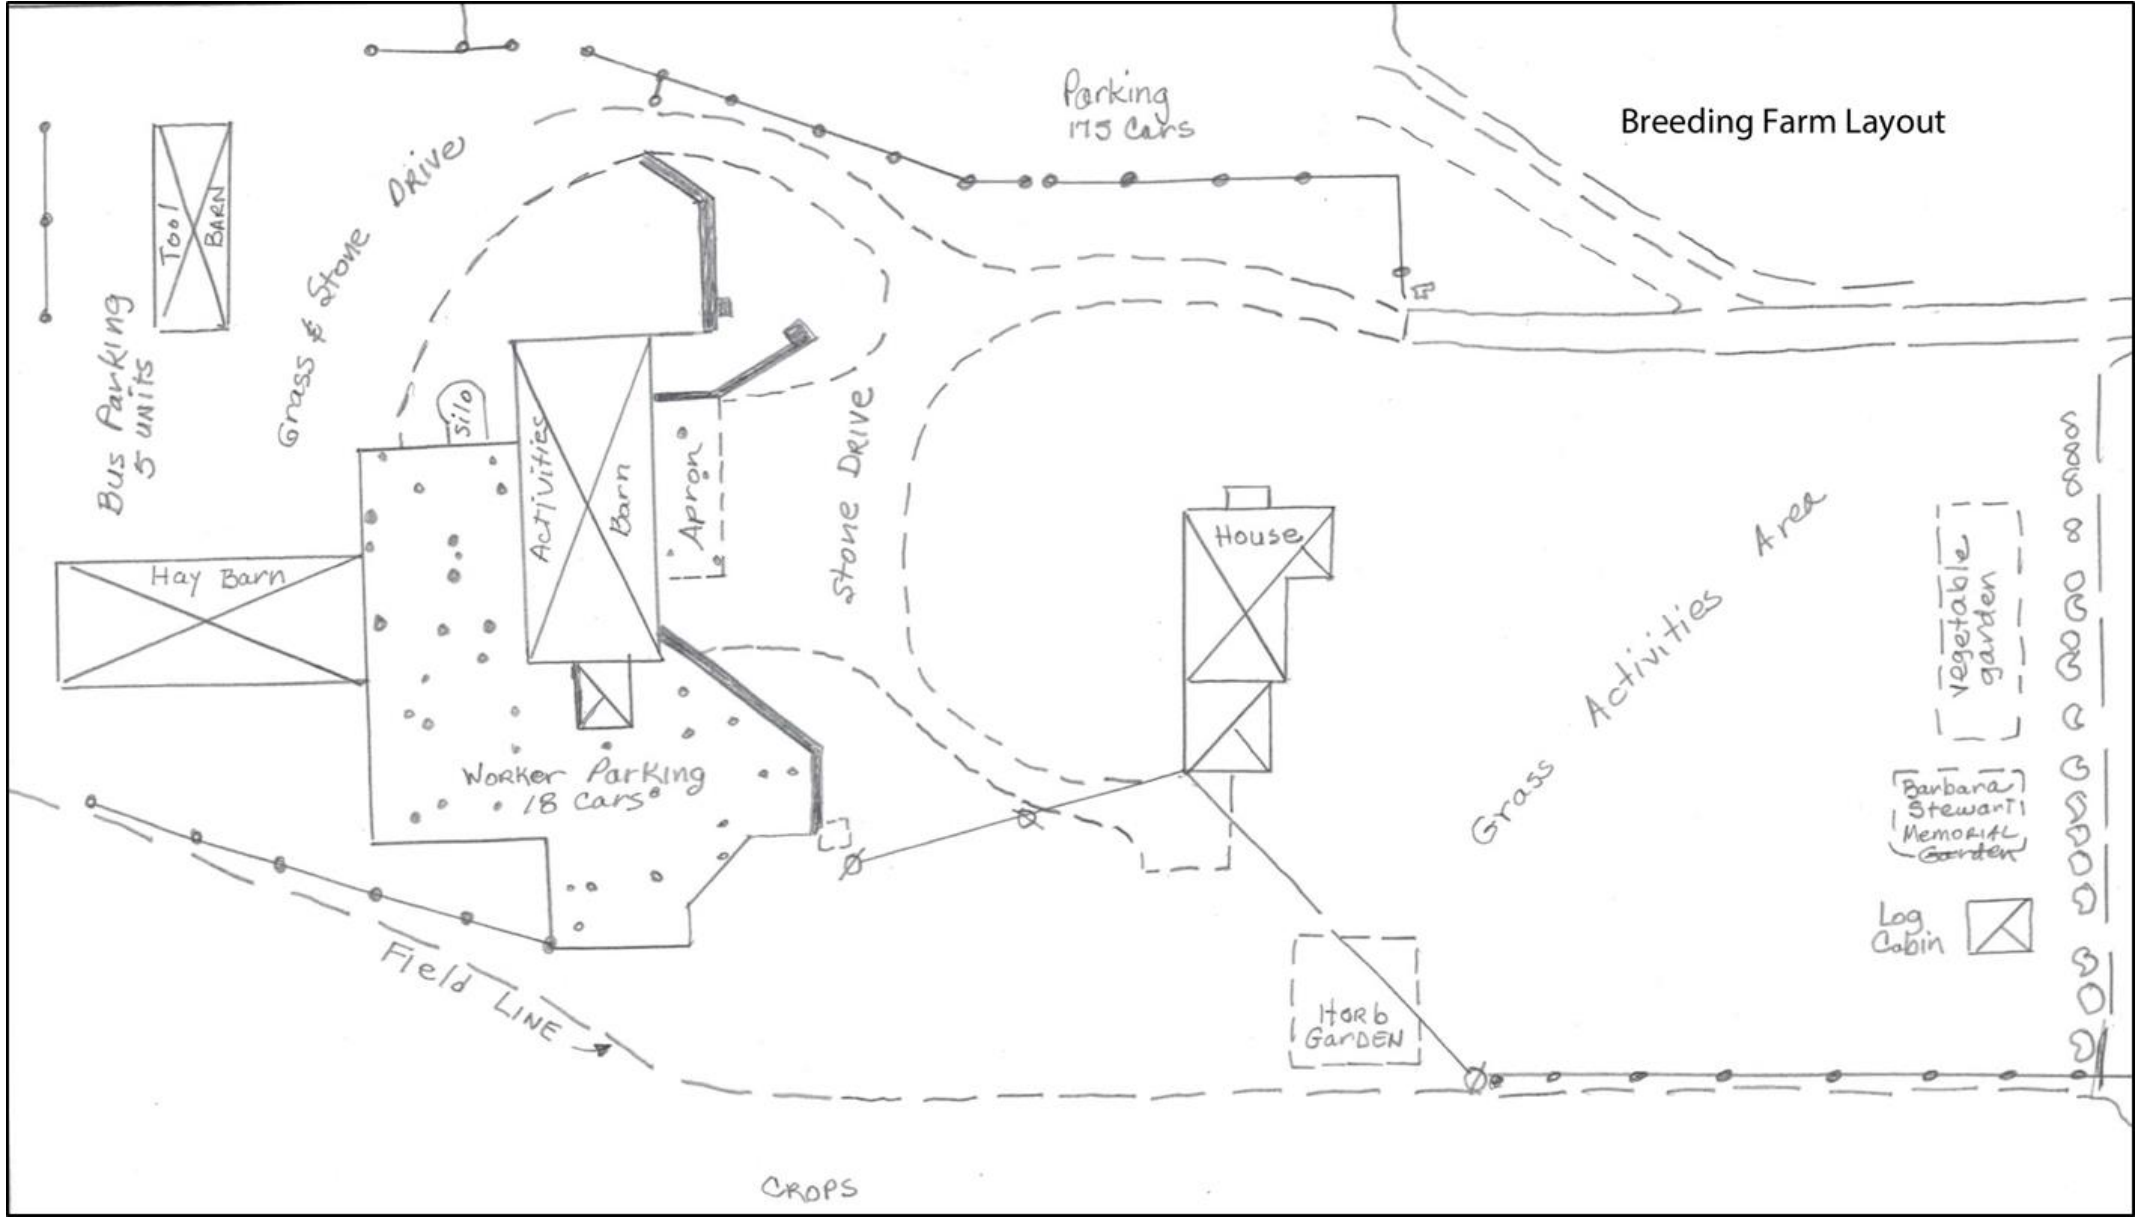 Parking
175 Cars
Breeding Farm Layout
Grass & Stone Drive
Tool
BARN
Bus Parking
5 UNITS
Silo
Activities
Barn
Apron
Stone DRIVE
Hay Barn
House
Grass Activities Area
Vegetable
garden
Worker Parking
18 Cars
Barbara
Stewart
MEMORIAL
Garden
Log
Cabin
Field LINE
HERb
GarDEN
CROPS